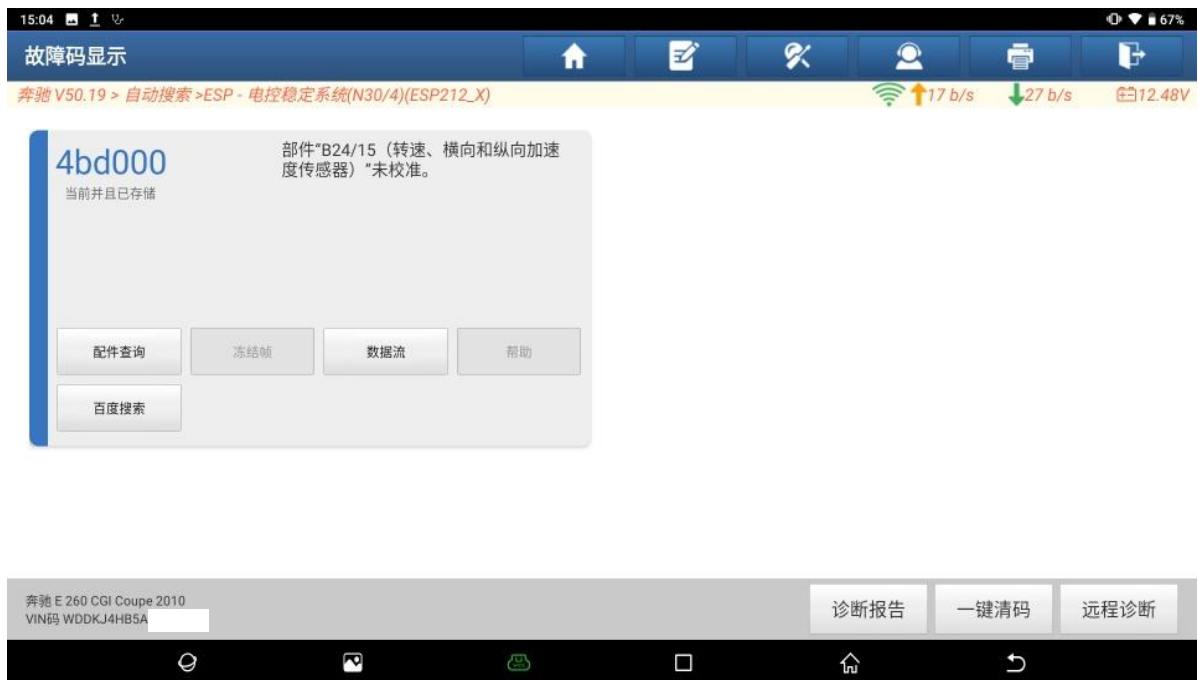 15:04
67%
故障码显示
奔驰 V50.19 > 自动搜索 >ESP - 电控稳定系统(N30/4)(ESP212_X)
17 b/s
27 b/s
12.48V
4bd000
当前并且已存储
部件"B24/15（转速、横向和纵向加速
度传感器）"未校准。
配件查询
冻结帧
数据流
帮助
百度搜索
奔驰 E 260 CGI Coupe 2010
VIN码 WDDKJ4HB5A
诊断报告
一键清码
远程诊断